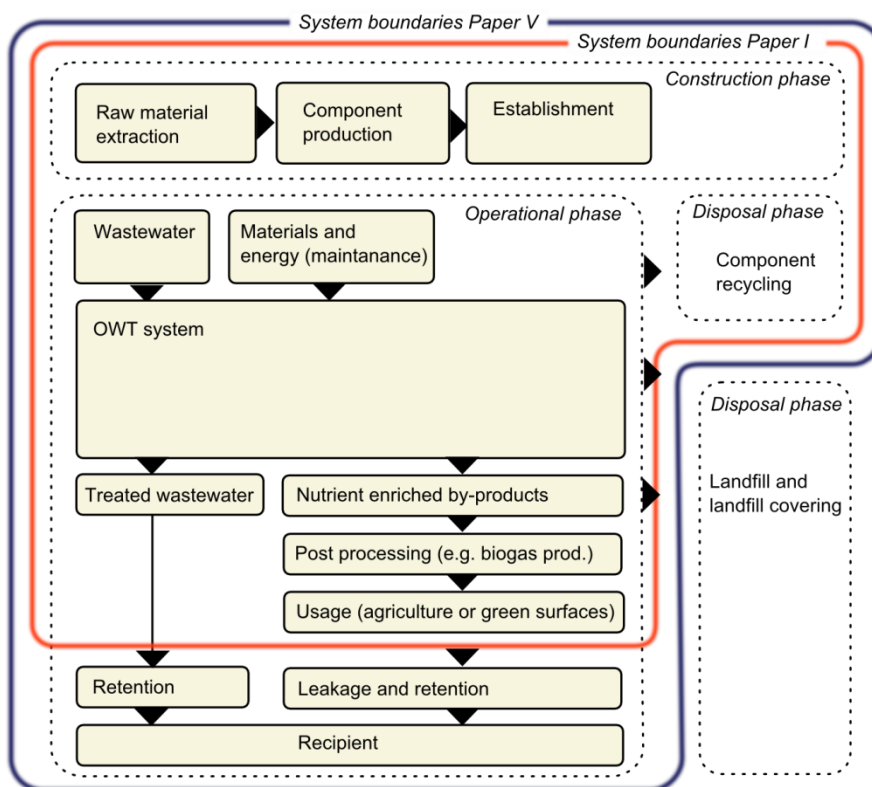 System boundaries Paper V
System boundaries Paper I
Construction phase
Raw material
extraction
Component
production
Establishment
Operational phase
Wastewater
Materials and
energy (maintanance)
Disposal phase
Component
recycling
OWT system
Disposal phase
Landfill and
landfill covering
Treated wastewater
Nutrient enriched by-products
Post processing (e.g. biogas prod.)
Usage (agriculture or green surfaces)
Retention
Leakage and retention
Recipient